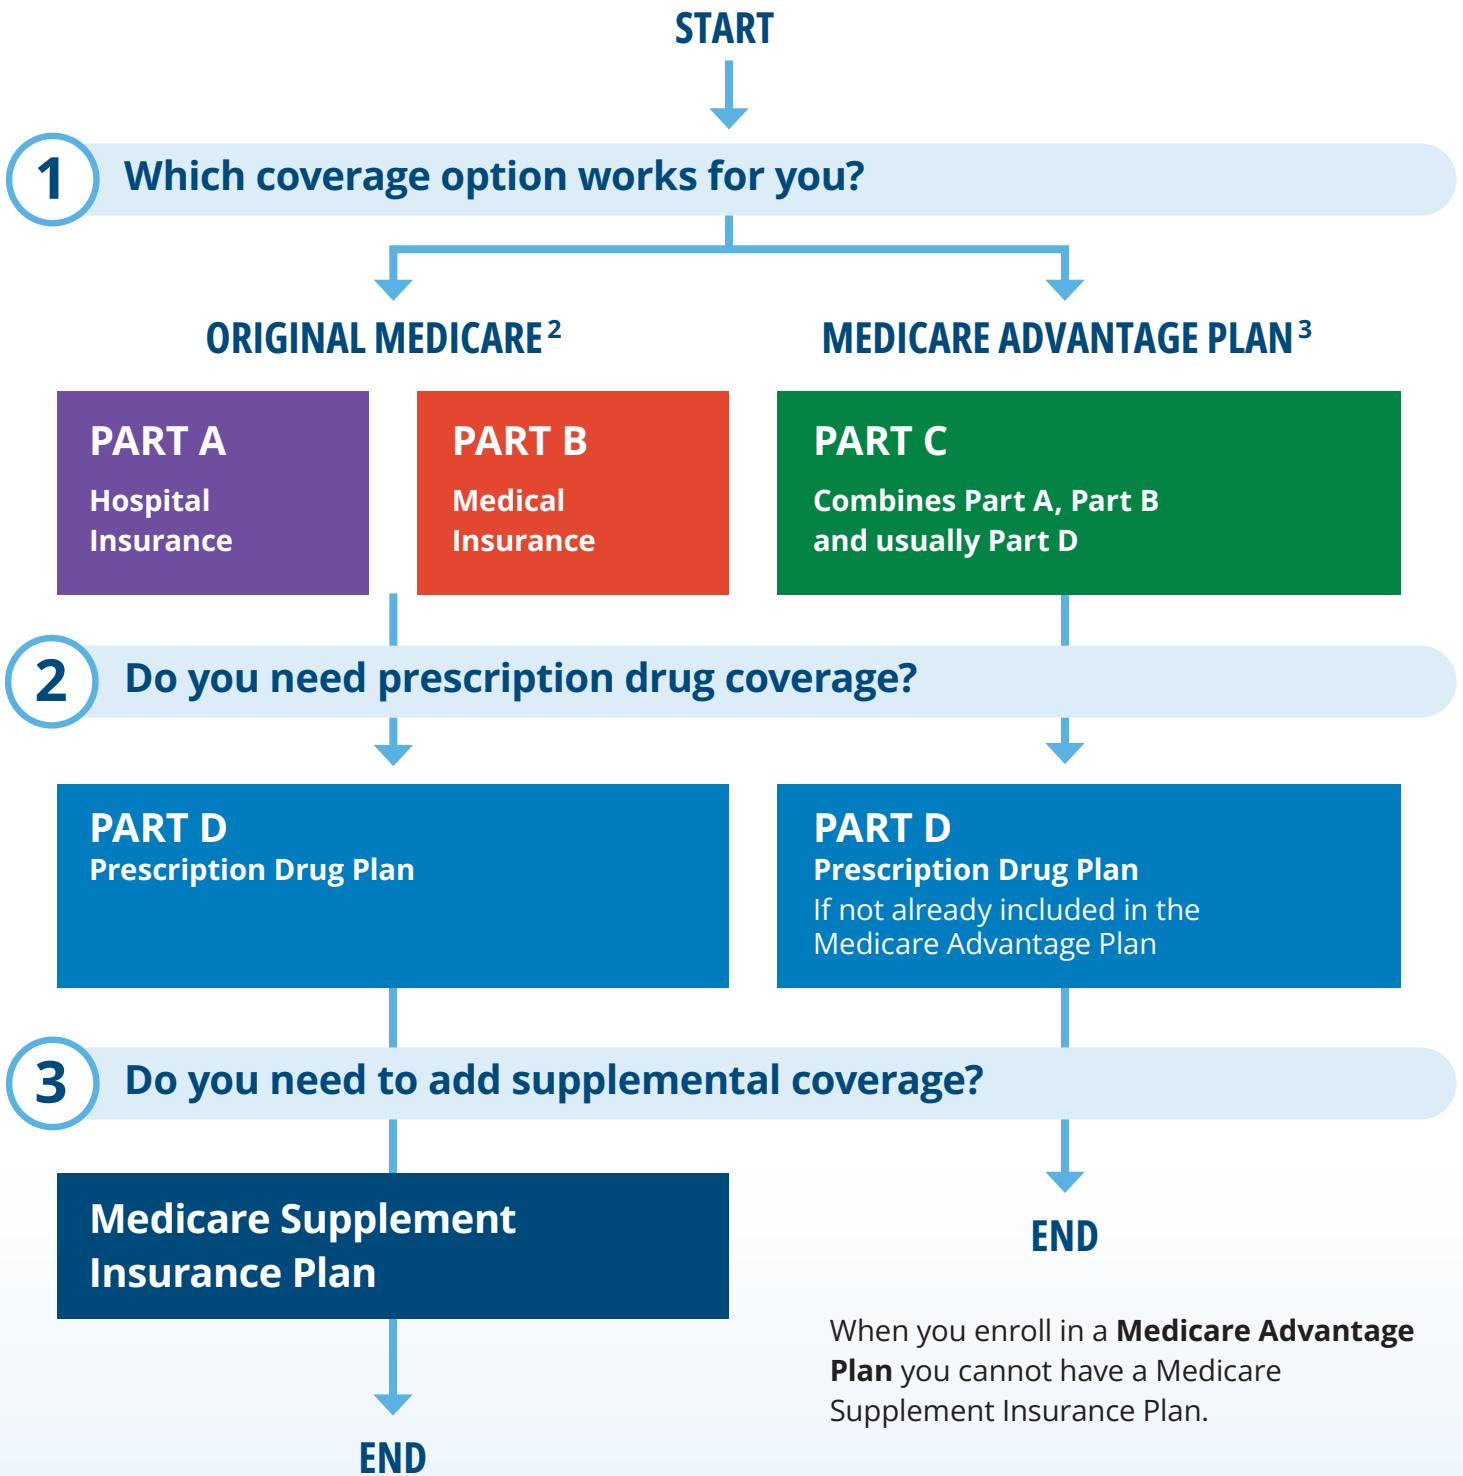 START
1
Which coverage option works for you?
ORIGINAL MEDICARE 2
MEDICARE ADVANTAGE PLAN 3
PART A
Hospital
Insurance
PART B
Medical
Insurance
PART C
Combines Part A, Part B
and usually Part D
2
Do you need prescription drug coverage?
PART D
Prescription Drug Plan
PART D
Prescription Drug Plan
If not already included in the
Medicare Advantage Plan
3
Do you need to add supplemental coverage?
Medicare Supplement
Insurance Plan
END
END
When you enroll in a Medicare Advantage
Plan you cannot have a Medicare
Supplement Insurance Plan.